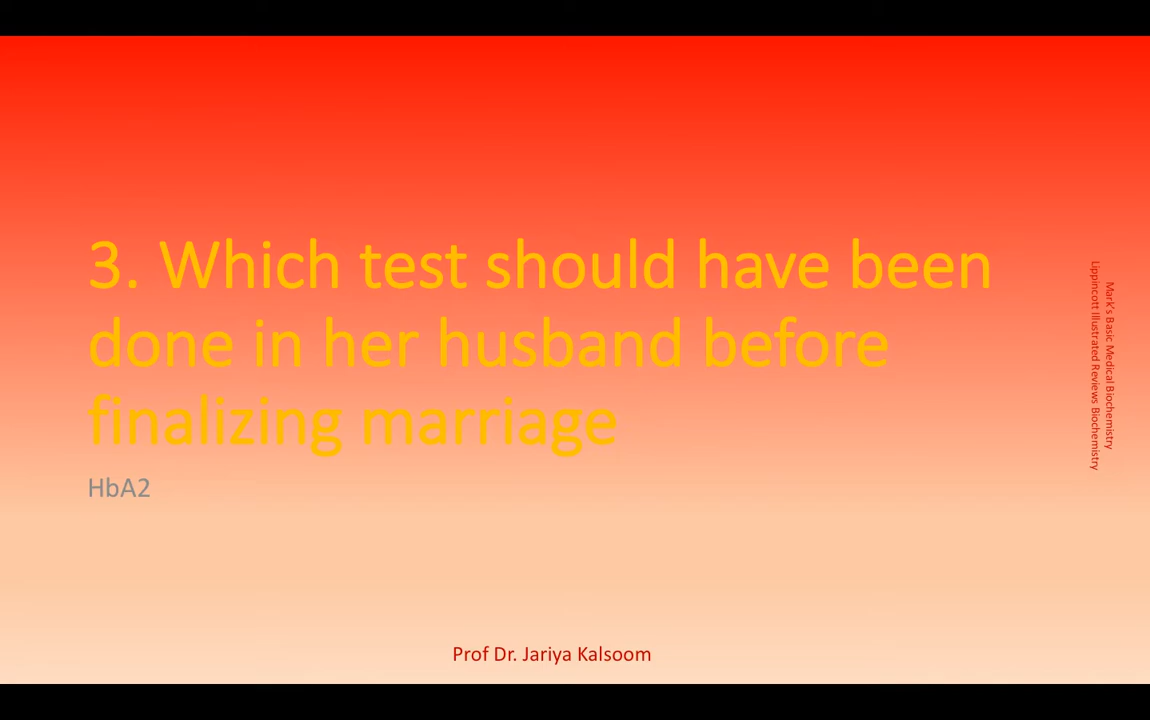 3. Which test should have been
done in her husband before
finalizing marriage
HbA2
Mark's Basic Medical Biochemistry
Lippincott Illustrated Reviews Biochemistry
Prof Dr. Jariya Kalsoom